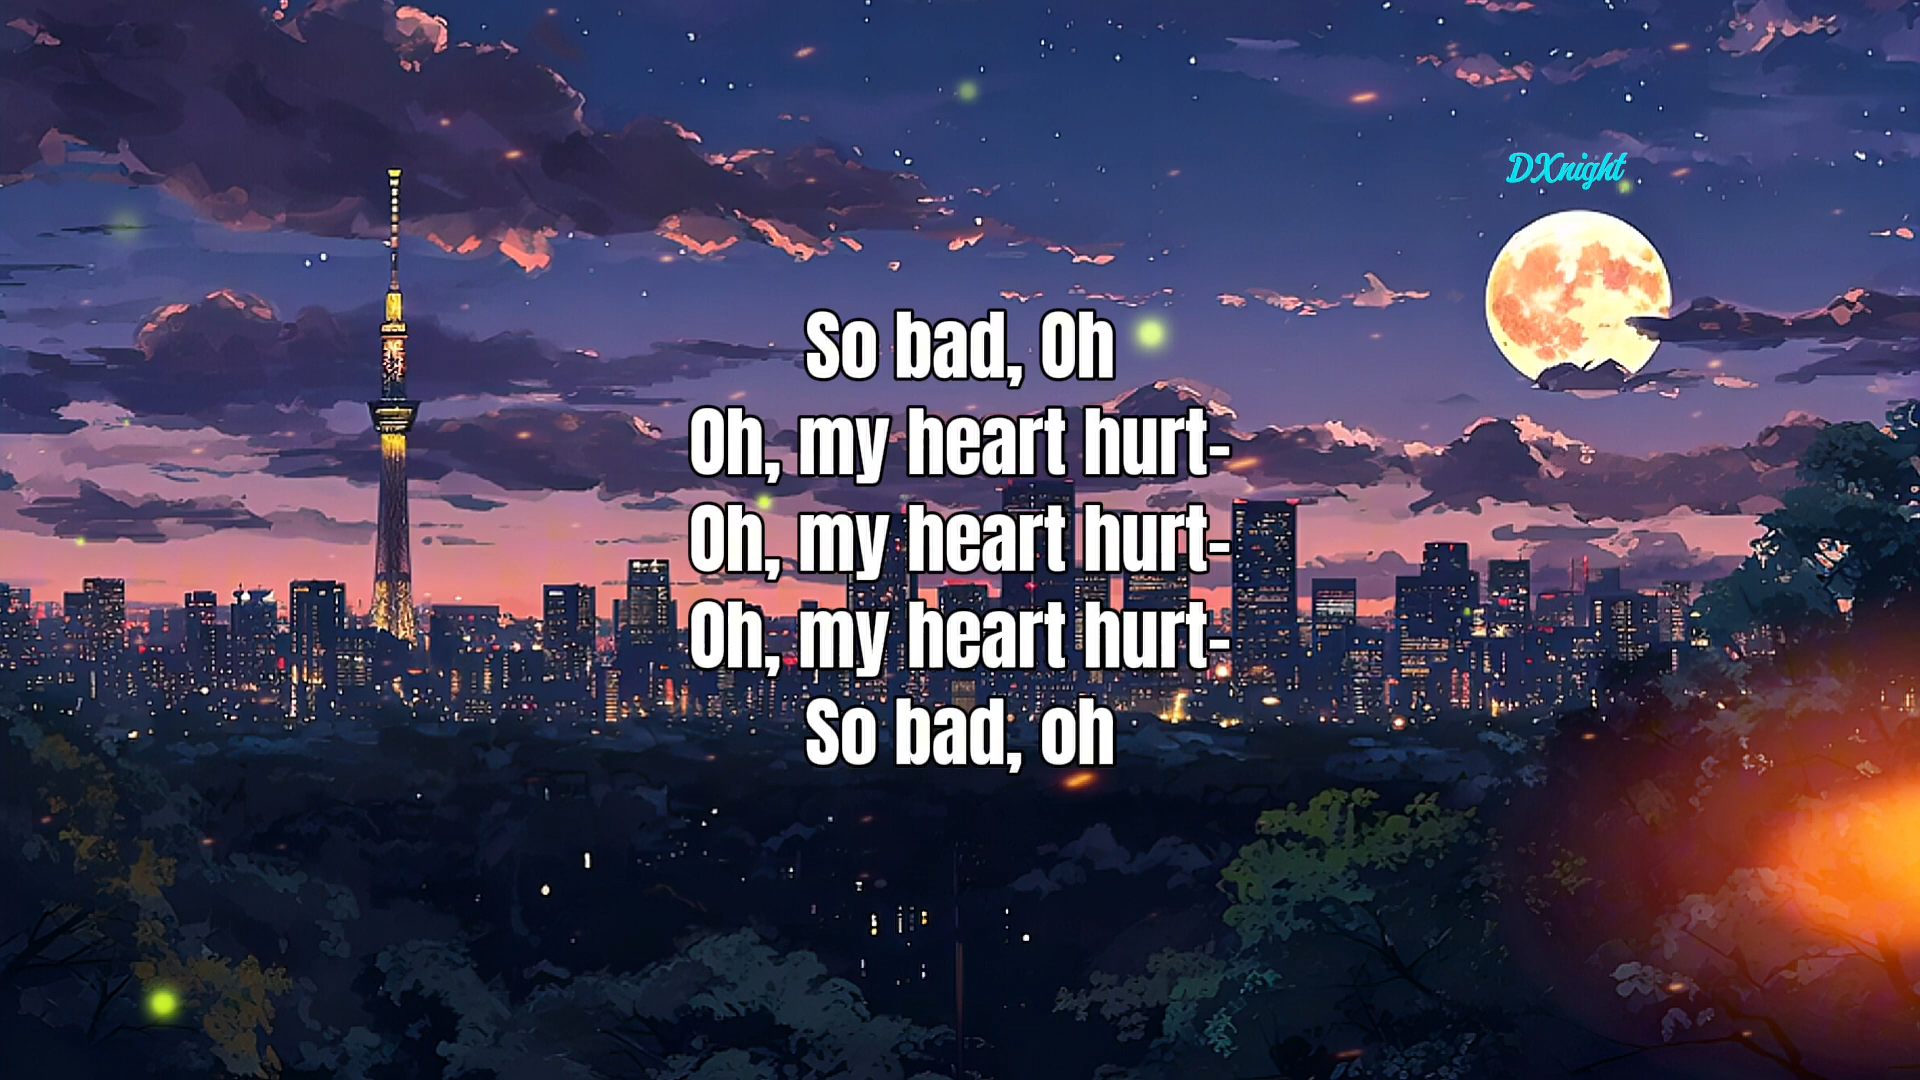 DXnight
So bad, Oh
Oh, my heart hurt-
Oh, my heart hurt-
Oh, my heart hurt-
So bad, oh